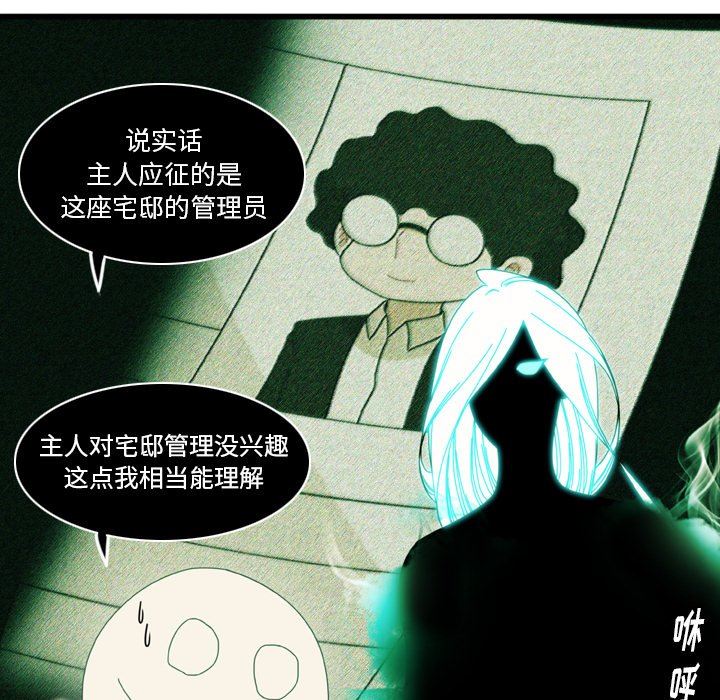 说实话
主人应征的是
这座宅邸的管理员
主人对宅邸管理没兴趣
这点我相当能理解
咻
呼